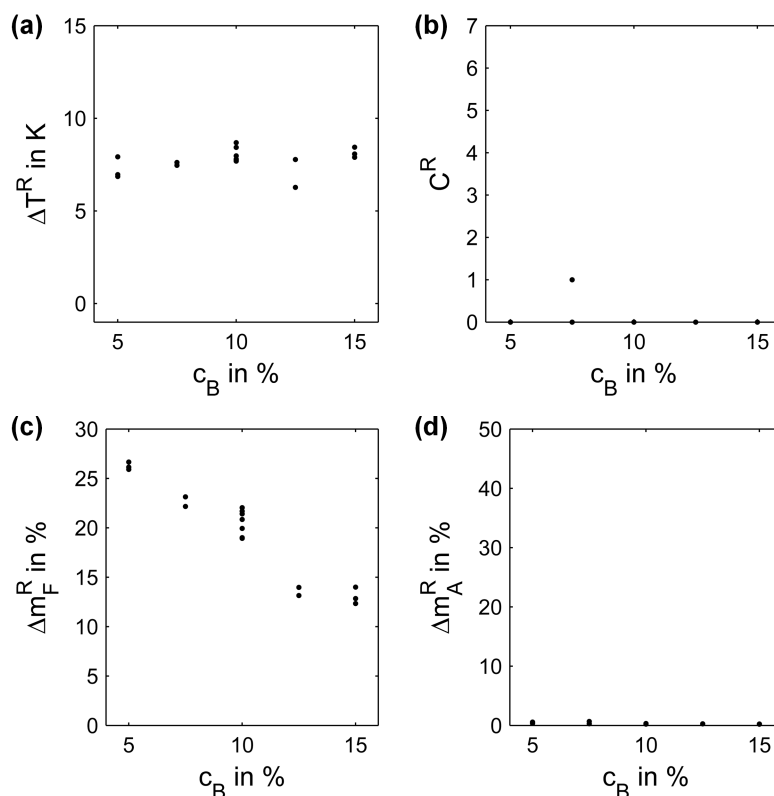 (a)
15
10
5
0
ΔT^R in K
5 10 15
c_B in %
(b)
7
6
5
4
3
2
1
0
C^R
5 10 15
c_B in %
(c)
30
25
20
15
10
5
0
Δm_F^R in %
5 10 15
c_B in %
(d)
50
40
30
20
10
0
Δm_A^R in %
5 10 15
c_B in %